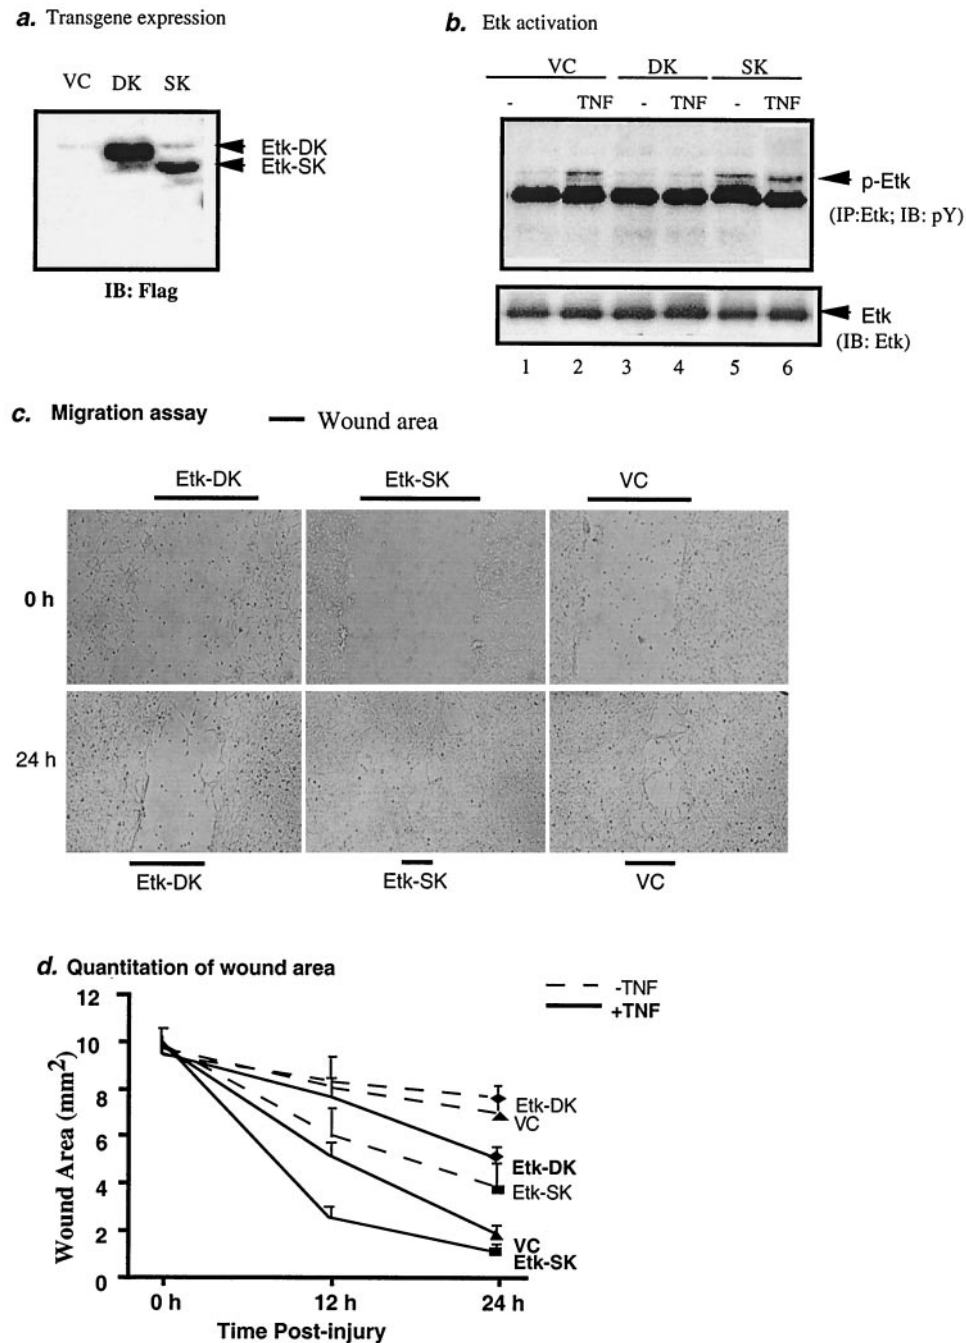 a. Transgene expression
VC DK SK
Etk-DK
Etk-SK
IB: Flag
b. Etk activation
VC DK SK
- TNF - TNF - TNF
p-Etk
(IP:Etk; IB: pY)
Etk
(IB: Etk)
1 2 3 4 5 6
c. Migration assay
Wound area
Etk-DK Etk-SK VC
0 h
24 h
Etk-DK Etk-SK VC
d. Quantitation of wound area
-TNF
+TNF
Wound Area (mm2)
12
10
8
6
4
2
0
Etk-DK
VC
Etk-DK
Etk-SK
VC
Etk-SK
0 h 12 h 24 h
Time Post-injury